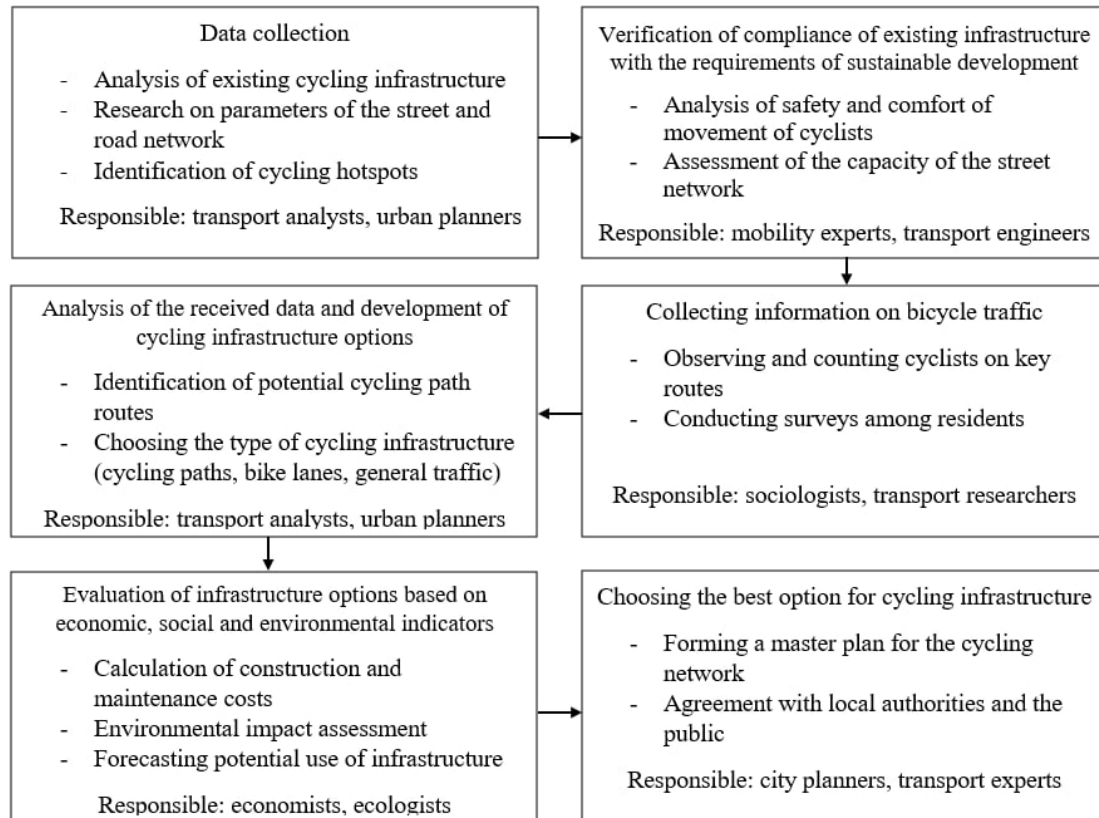 Data collection
- Analysis of existing cycling infrastructure
- Research on parameters of the street and
road network
- Identification of cycling hotspots
Responsible: transport analysts, urban planners
Verification of compliance of existing infrastructure
with the requirements of sustainable development
- Analysis of safety and comfort of
movement of cyclists
- Assessment of the capacity of the street
network
Responsible: mobility experts, transport engineers
Collecting information on bicycle traffic
- Observing and counting cyclists on key
routes
- Conducting surveys among residents
Responsible: sociologists, transport researchers
Analysis of the received data and development of
cycling infrastructure options
- Identification of potential cycling path
routes
- Choosing the type of cycling infrastructure
(cycling paths, bike lanes, general traffic)
Responsible: transport analysts, urban planners
Evaluation of infrastructure options based on
economic, social and environmental indicators
- Calculation of construction and
maintenance costs
- Environmental impact assessment
- Forecasting potential use of infrastructure
Responsible: economists, ecologists
Choosing the best option for cycling infrastructure
- Forming a master plan for the cycling
network
- Agreement with local authorities and the
public
Responsible: city planners, transport experts